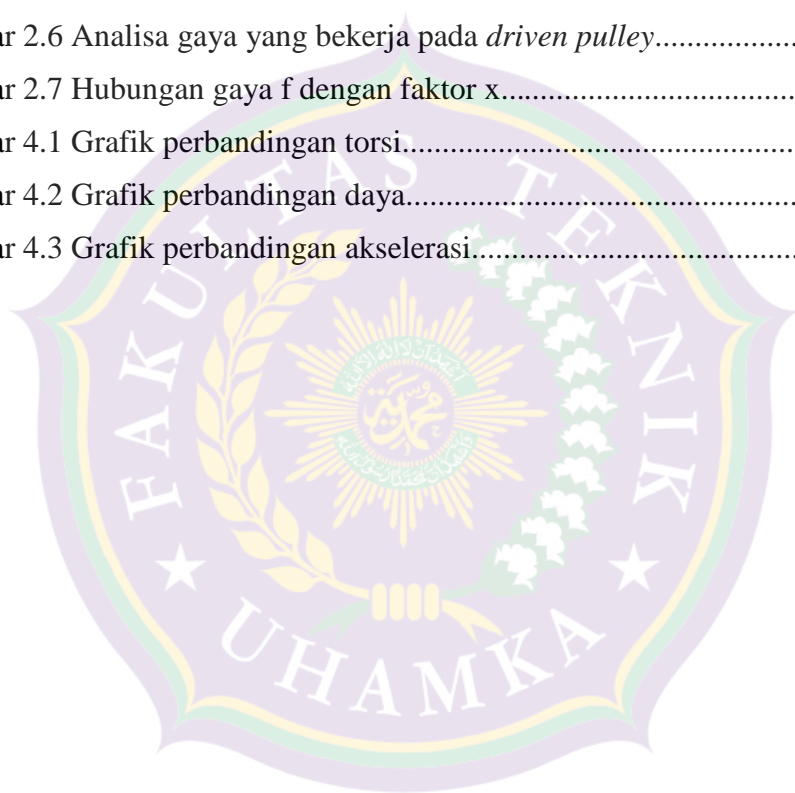 ar 2.6 Analisa gaya yang bekerja pada driven pulley..................
ar 2.7 Hubungan gaya f dengan faktor x......................................
ar 4.1 Grafik perbandingan torsi...................................................
ar 4.2 Grafik perbandingan daya..................................................
ar 4.3 Grafik perbandingan akselerasi..........................................
FAKULTAS TEKNIK
UHAMKA
محمدية